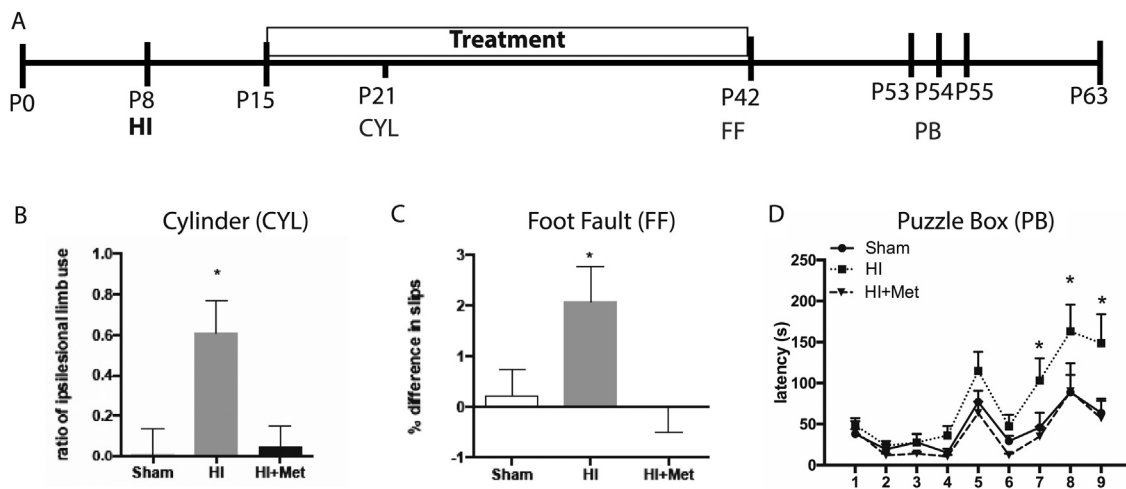 A
Treatment
P0 P8 P15 P21 P42 P53 P54 P55 P63
HI CYL FF PB
B
Cylinder (CYL)
ratio of ipsilesional limb use
1.0
0.8
0.6
0.4
0.2
0.0
*
Sham HI HI+Met
C
Foot Fault (FF)
% difference in slips
3
2
1
0
-1
*
Sham HI HI+Met
D
Puzzle Box (PB)
Sham
HI
HI+Met
latency (s)
250
200
150
100
50
0
* * *
1 2 3 4 5 6 7 8 9